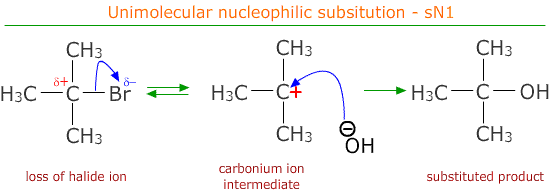 Unimolecular nucleophilic subsitution - sN1
CH₃ CH₃ CH₃
δ+ δ–
H₃C C Br H₃C C+ H₃C C OH
CH₃ CH₃ ⊖OH CH₃
loss of halide ion carbonium ion intermediate substituted product